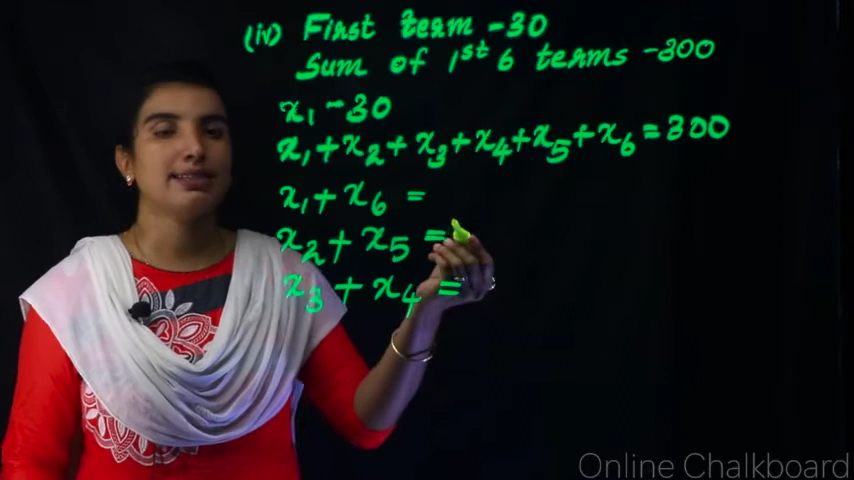 (iv) First term -30
Sum of 1st 6 terms -300
x₁ - 30
x₁ + x₂ + x₃ + x₄ + x₅ + x₆ = 300
x₁ + x₆ =
x₂ + x₅ =
x₃ + x₄ =
Online Chalkboard